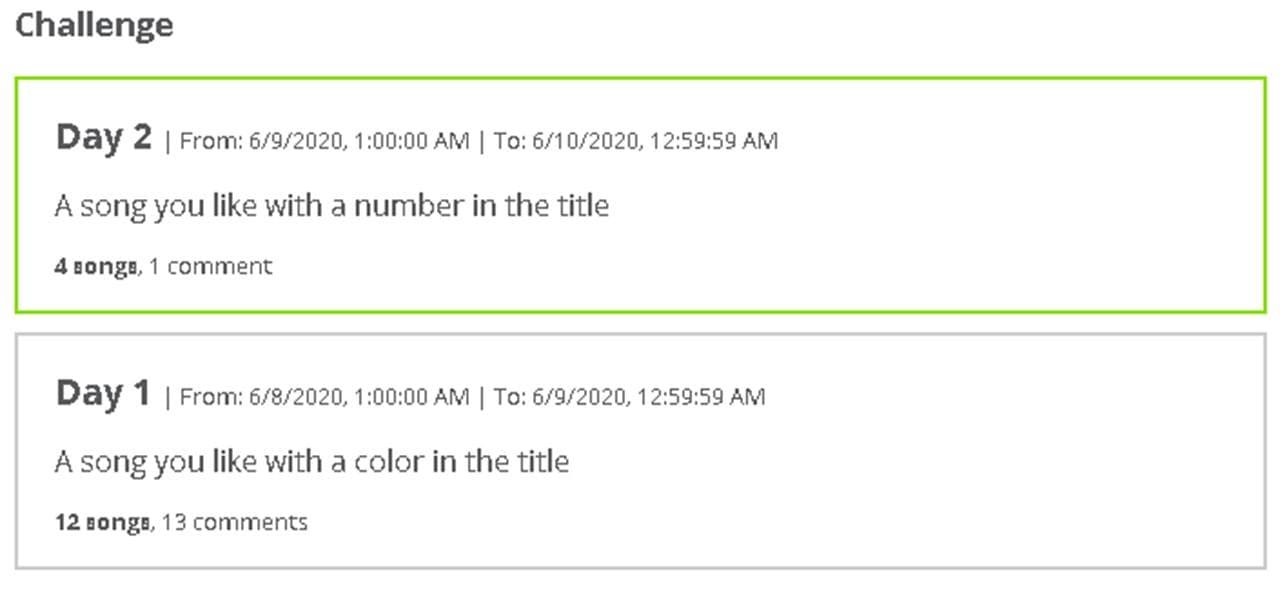 Challenge
Day 2 | From: 6/9/2020, 1:00:00 AM | To: 6/10/2020, 12:59:59 AM
A song you like with a number in the title
4 songs, 1 comment
Day 1 | From: 6/8/2020, 1:00:00 AM | To: 6/9/2020, 12:59:59 AM
A song you like with a color in the title
12 songs, 13 comments